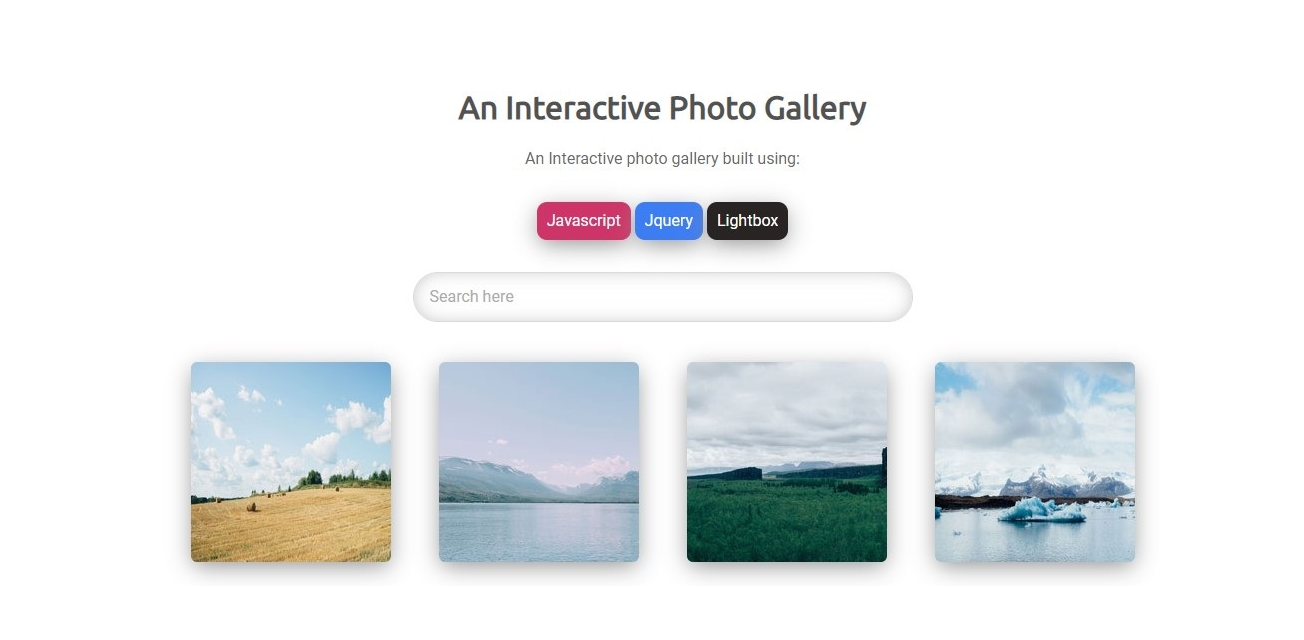 An Interactive Photo Gallery
An Interactive photo gallery built using:
Javascript Jquery Lightbox
Search here